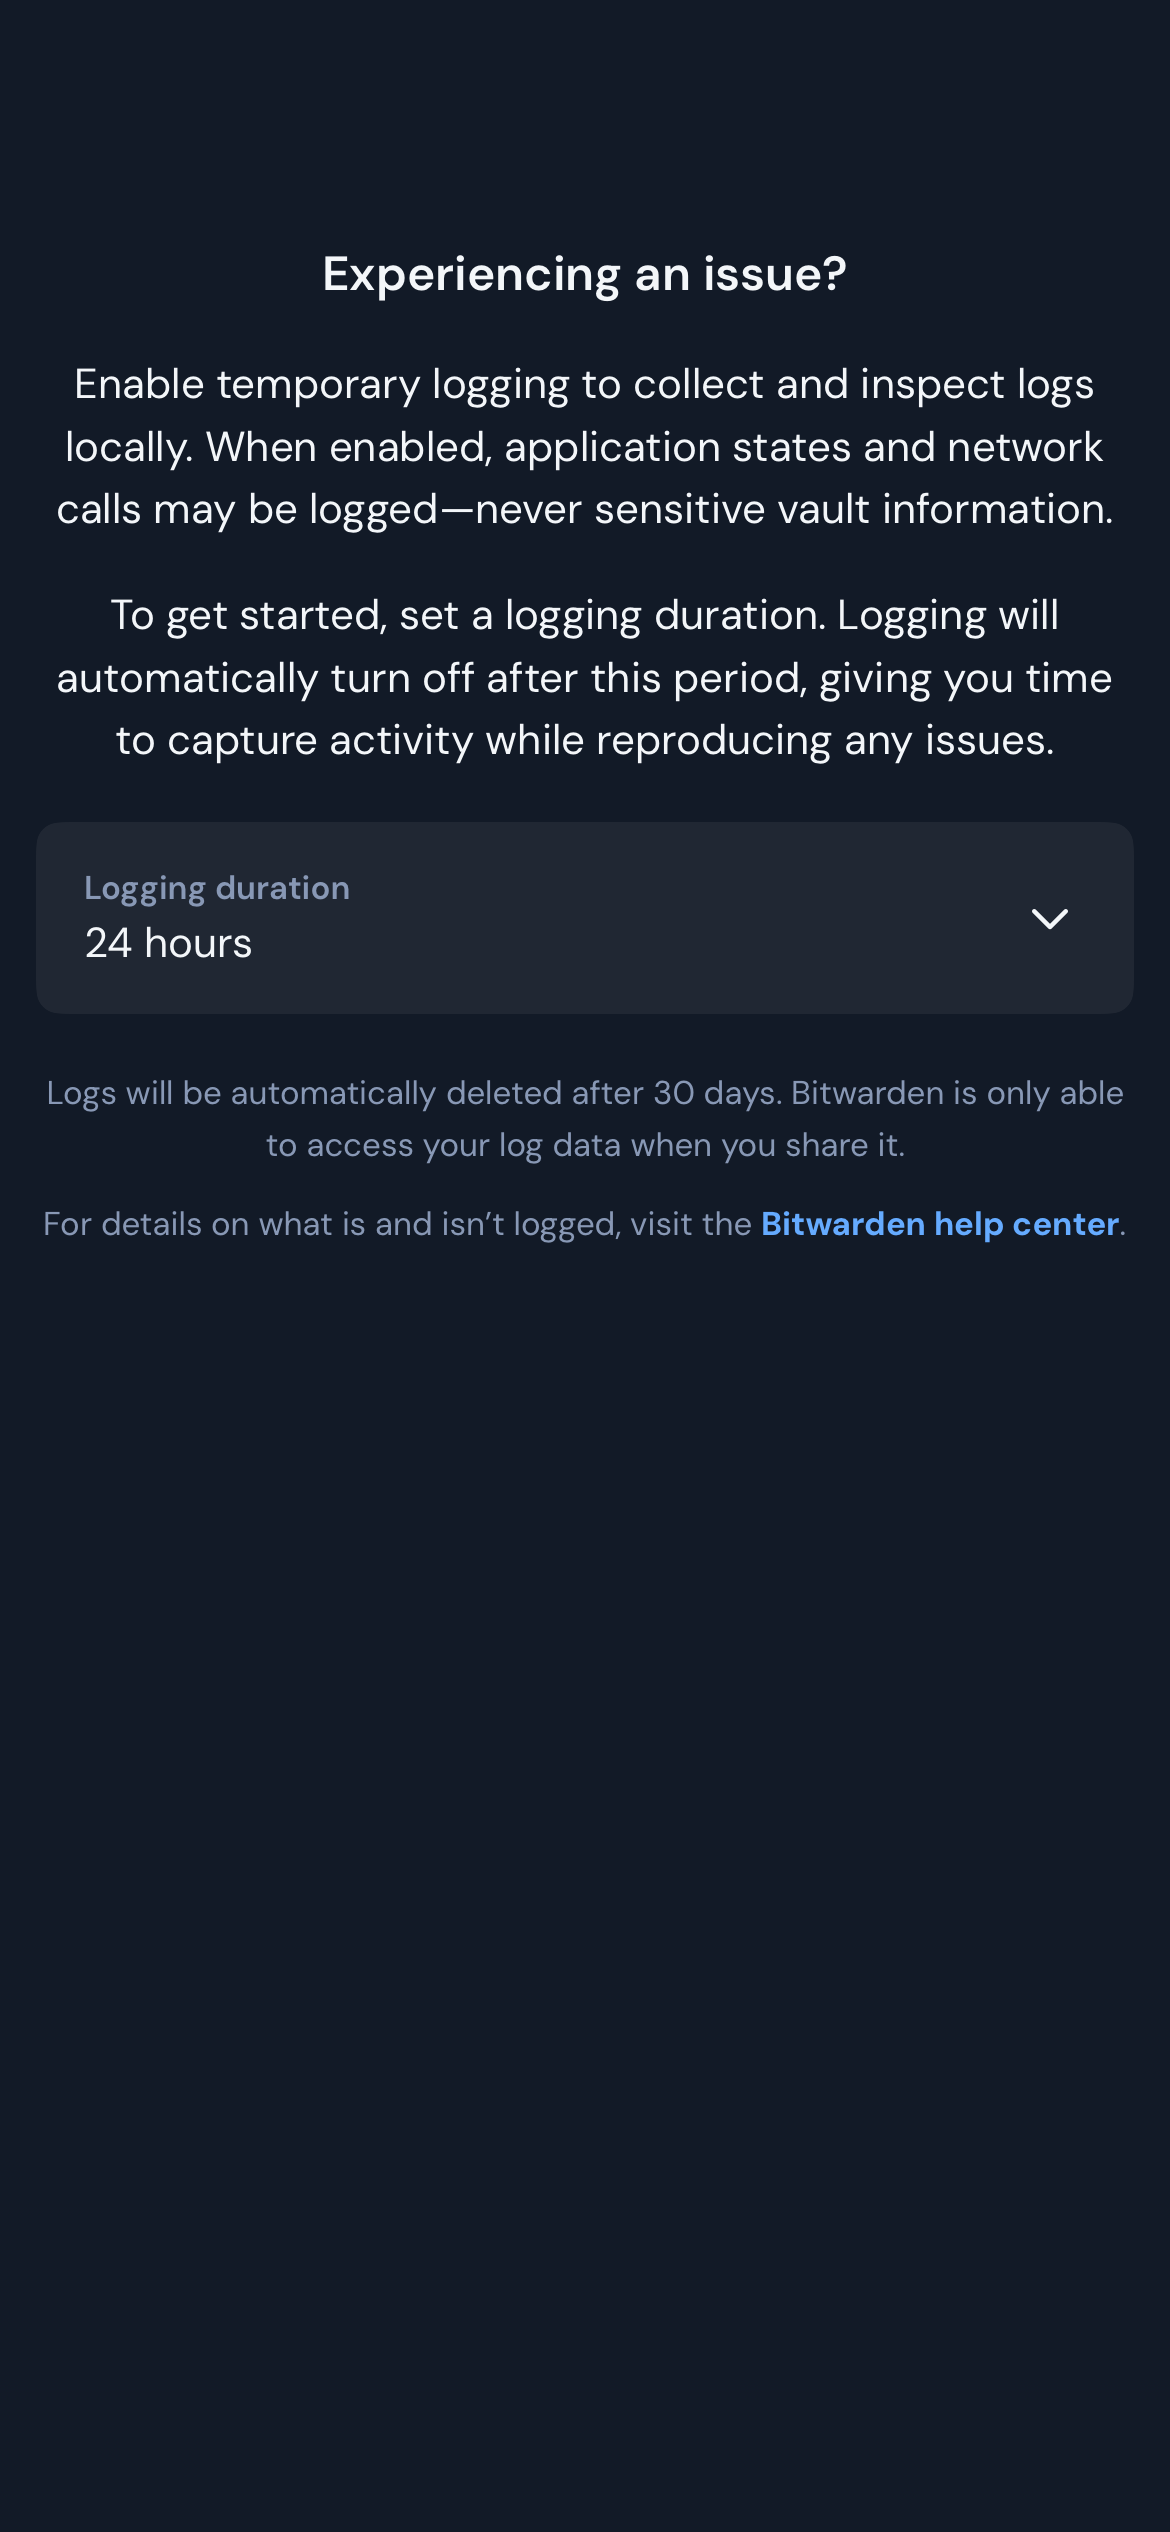 Experiencing an issue?
Enable temporary logging to collect and inspect logs
locally. When enabled, application states and network
calls may be logged—never sensitive vault information.
To get started, set a logging duration. Logging will
automatically turn off after this period, giving you time
to capture activity while reproducing any issues.
Logging duration
24 hours
Logs will be automatically deleted after 30 days. Bitwarden is only able
to access your log data when you share it.
For details on what is and isn’t logged, visit the Bitwarden help center.